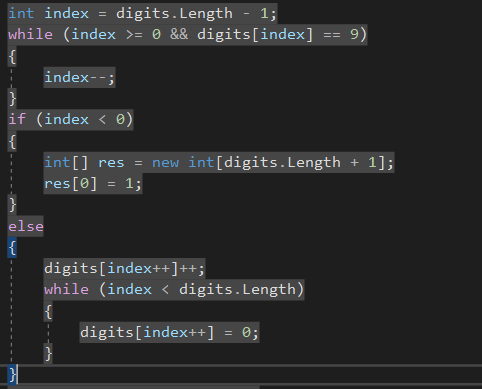 int index = digits.Length - 1;
while (index >= 0 && digits[index] == 9)
{
index--;
}
if (index < 0)
{
int[] res = new int[digits.Length + 1];
res[0] = 1;
}
else
{
digits[index++]++;
while (index < digits.Length)
{
digits[index++] = 0;
}
}